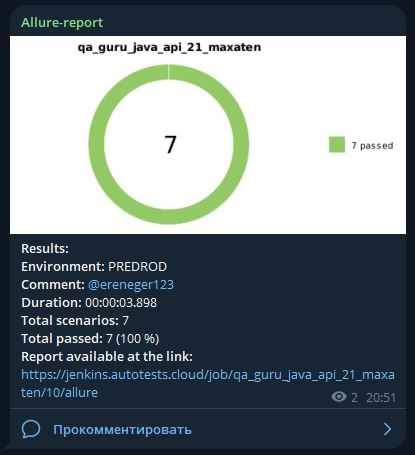 Allure-report
qa_guru_java_api_21_maxaten
7
7 passed
Results:
Environment: PREDROD
Comment: @ereneger123
Duration: 00:00:03.898
Total scenarios: 7
Total passed: 7 (100 %)
Report available at the link:
https://jenkins.autotests.cloud/job/qa_guru_java_api_21_maxa
ten/10/allure
2 20:51
Прокомментировать